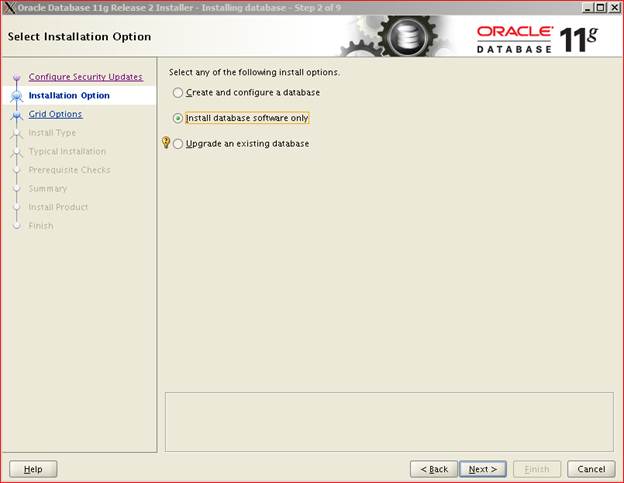 Oracle Database 11g Release 2 Installer - Installing database - Step 2 of 9
Select Installation Option
ORACLE
DATABASE
11g
Configure Security Updates
Installation Option
Grid Options
Install Type
Typical Installation
Prerequisite Checks
Summary
Install Product
Finish
Select any of the following install options.
Create and configure a database
Install database software only
Upgrade an existing database
Help
< Back
Next >
Finish
Cancel